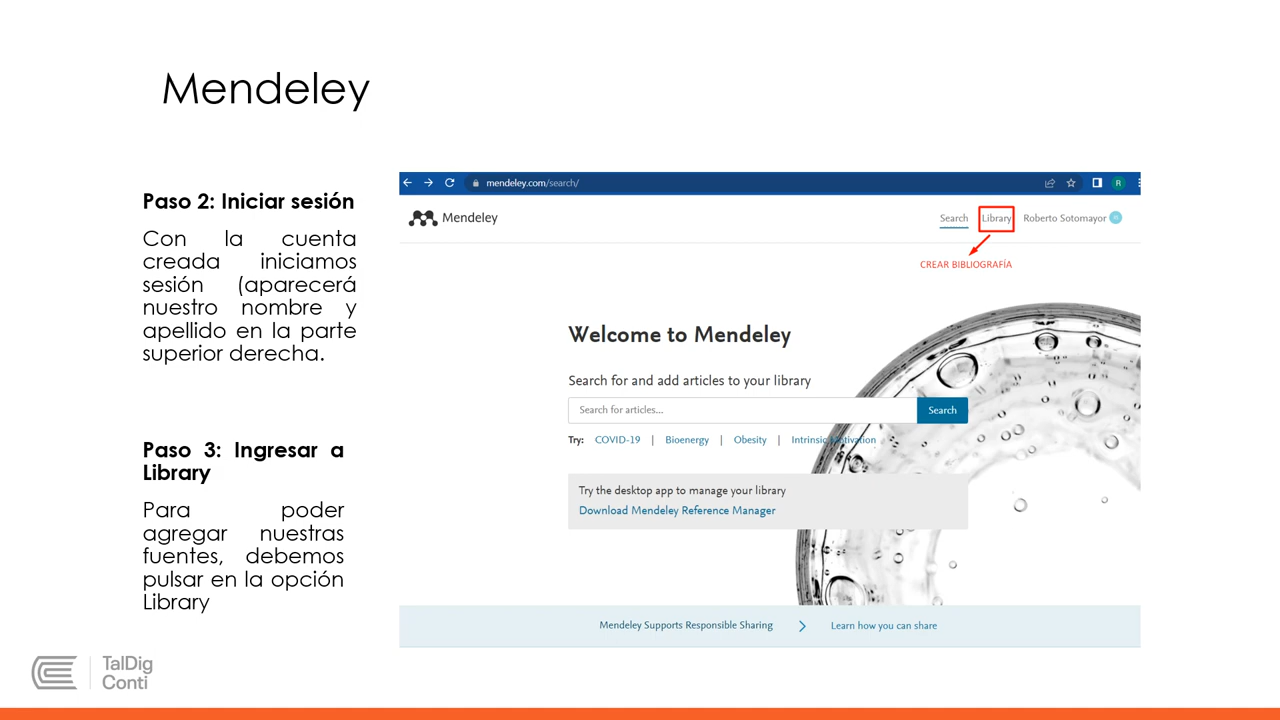 Mendeley
Paso 2: Iniciar sesión
Con la cuenta
creada iniciamos
sesión (aparecerá
nuestro nombre y
apellido en la parte
superior derecha.
Paso 3: Ingresar a
Library
Para poder
agregar nuestras
fuentes, debemos
pulsar en la opción
Library
mendeley.com/search/
R
Mendeley
Search Library Roberto Sotomayor
CREAR BIBLIOGRAFÍA
Welcome to Mendeley
Search for and add articles to your library
Search for articles... Search
Try: COVID-19 | Bioenergy | Obesity | Intrinsic Motivation
Try the desktop app to manage your library
Download Mendeley Reference Manager
Mendeley Supports Responsible Sharing Learn how you can share
TalDig
Conti